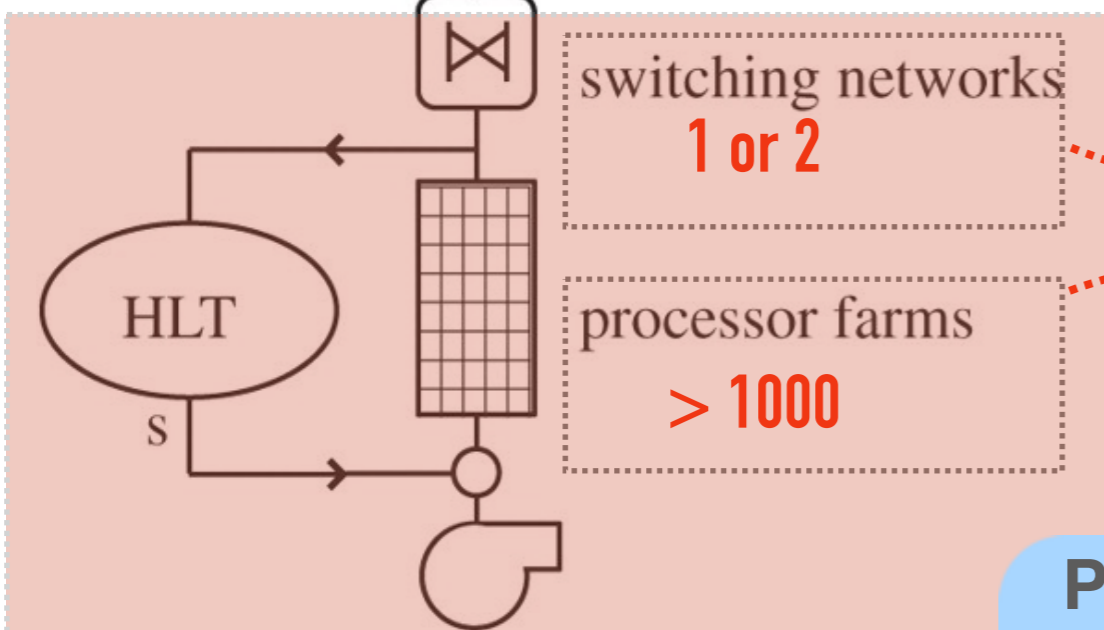 switching networks
1 or 2
HLT
processor farms
> 1000
s
P